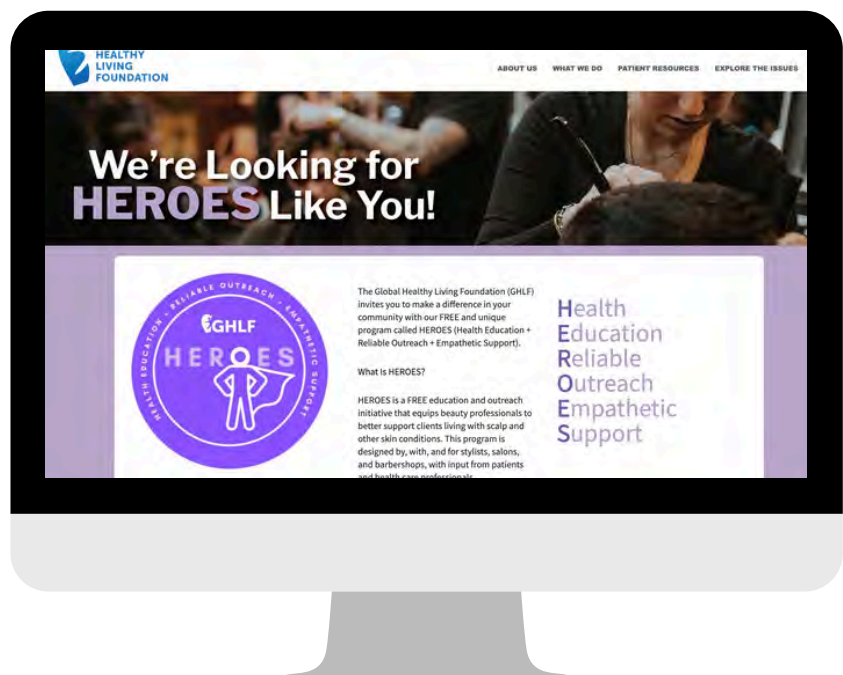 HEALTHY
LIVING
FOUNDATION
ABOUT US WHAT WE DO PATIENT RESOURCES EXPLORE THE ISSUES
We're Looking for
HEROES Like You!
HEALTH EDUCATION • RELIABLE OUTREACH • EMPATHETIC SUPPORT
GHLF
HEROES
The Global Healthy Living Foundation (GHLF)
invites you to make a difference in your
community with our FREE and unique
program called HEROES (Health Education +
Reliable Outreach + Empathetic Support).
What Is HEROES?
HEROES is a FREE education and outreach
initiative that equips beauty professionals to
better support clients living with scalp and
other skin conditions. This program is
designed by, with, and for stylists, salons,
and barbershops, with input from patients
and health care professionals.
Health
Education
Reliable
Outreach
Empathetic
Support